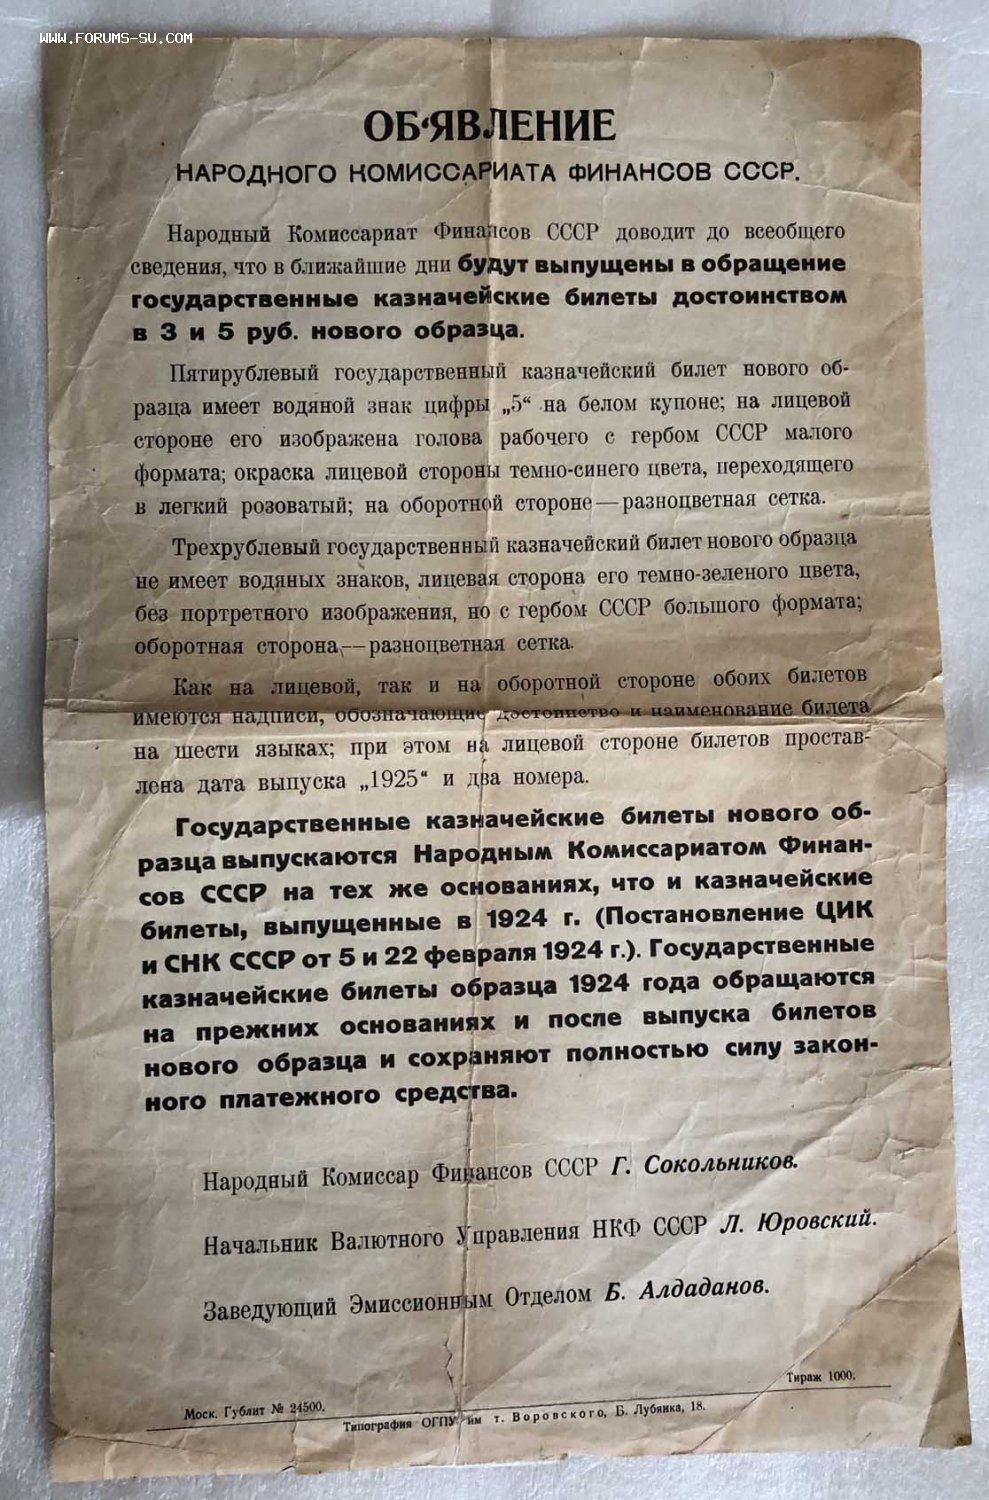 WWW.FORUMS-SU.COM
ОБ‘ЯВЛЕНИЕ
НАРОДНОГО КОМИССАРИАТА ФИНАНСОВ СССР.
Народный Комиссариат Финансов СССР доводит до всеобщего
сведения, что в ближайшие дни будут выпущены в обращение
государственные казначейские билеты достоинством
в 3 и 5 руб. нового образца.
Пятирублевый государственный казначейский билет нового об-
разца имеет водяной знак цифры „5“ на белом купоне; на лицевой
стороне его изображена голова рабочего с гербом СССР малого
формата; окраска лицевой стороны темно-синего цвета, переходящего
в легкий розоватый; на оборотной стороне—разноцветная сетка.
Трехрублевый государственный казначейский билет нового образца
не имеет водяных знаков, лицевая сторона его темно-зеленого цвета,
без портретного изображения, но с гербом СССР большого формата;
оборотная сторона,—разноцветная сетка.
Как на лицевой, так и на оборотной стороне обоих билетов
имеются надписи, обозначающие достоинство и наименование билета
на шести языках; при этом на лицевой стороне билетов простав-
лена дата выпуска „1925“ и два номера.
Государственные казначейские билеты нового об-
разца выпускаются Народным Комиссариатом Финан-
сов СССР на тех же основаниях, что и казначейские
билеты, выпущенные в 1924 г. (Постановление ЦИК
и СНК СССР от 5 и 22 февраля 1924 г.). Государственные
казначейские билеты образца 1924 года обращаются
на прежних основаниях и после выпуска билетов
нового образца и сохраняют полностью силу закон-
ного платежного средства.
Народный Комиссар Финансов СССР Г. Сокольников.
Начальник Валютного Управления НКФ СССР Л. Юровский.
Заведующий Эмиссионным Отделом Б. Алдаданов.
Моск. Гублит № 24500.
Тираж 1000.
Типография ОГПУ им т. Воровского, Б. Лубянка, 18.